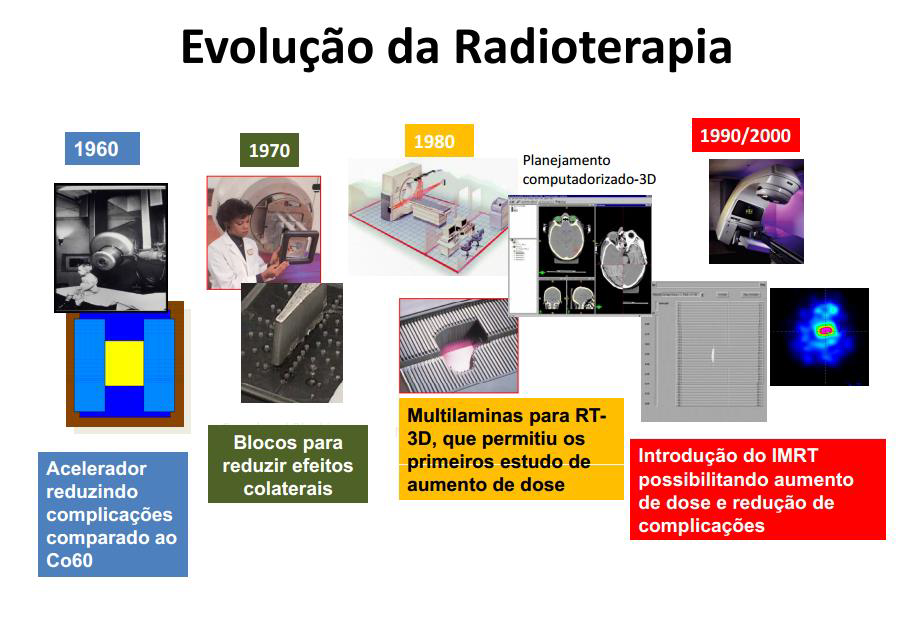 Evolução da Radioterapia
1960
1970
1980
1990/2000
Planejamento
computadorizado-3D
Acelerador
reduzindo
complicações
comparado ao
Co60
Blocos para
reduzir efeitos
colaterais
Multilaminas para RT-
3D, que permitiu os
primeiros estudo de
aumento de dose
Introdução do IMRT
possibilitando aumento
de dose e redução de
complicações